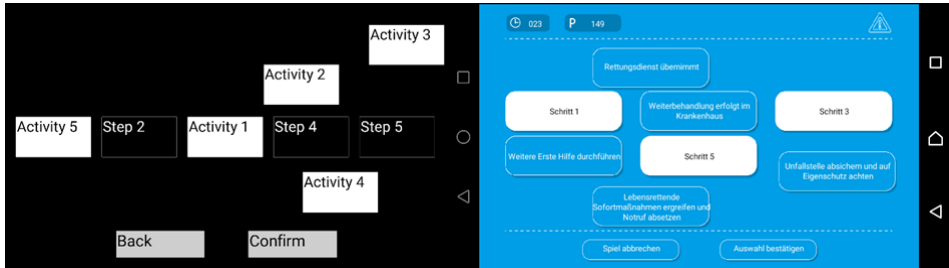 Activity 3
Activity 2
Activity 5
Step 2
Activity 1
Step 4
Step 5
Activity 4
Back
Confirm
023
P
149
Rettungsdienst übernimmt
Schritt 1
Weiterbehandlung erfolgt im
Krankenhaus
Schritt 3
Weitere Erste Hilfe durchführen
Schritt 5
Unfallstelle absichern und auf
Eigenschutz achten
Lebensrettende
Sofortmaßnahmen ergreifen und
Notruf absetzen
Spiel abbrechen
Auswahl bestätigen